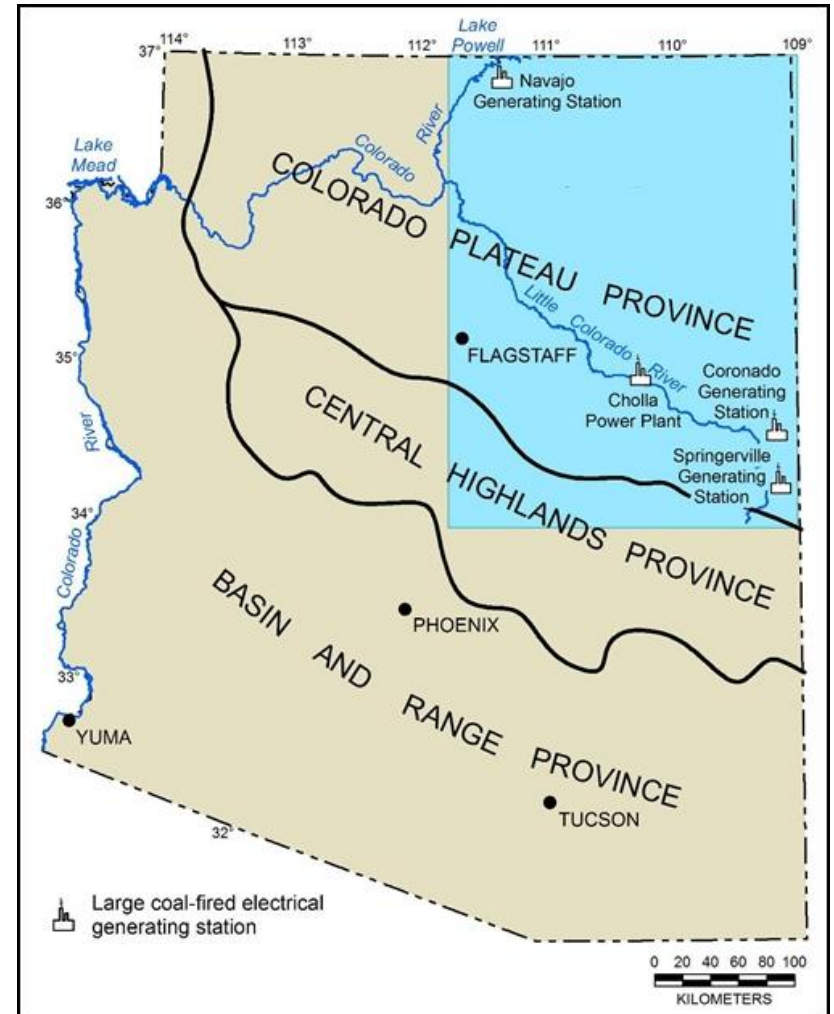 114°
113°
112°
Lake
Powell
111°
110°
109°
37°
Navajo
Generating Station
River
Colorado
Lake
Mead
36°
COLORADO PLATEAU PROVINCE
Little Colorado River
35°
FLAGSTAFF
Cholla
Power Plant
Coronado
Generating
Station
Springerville
Generating
Station
CENTRAL HIGHLANDS PROVINCE
River
34°
Colorado
BASIN AND RANGE PROVINCE
PHOENIX
33°
YUMA
TUCSON
32°
Large coal-fired electrical
generating station
0 20 40 60 80 100
KILOMETERS